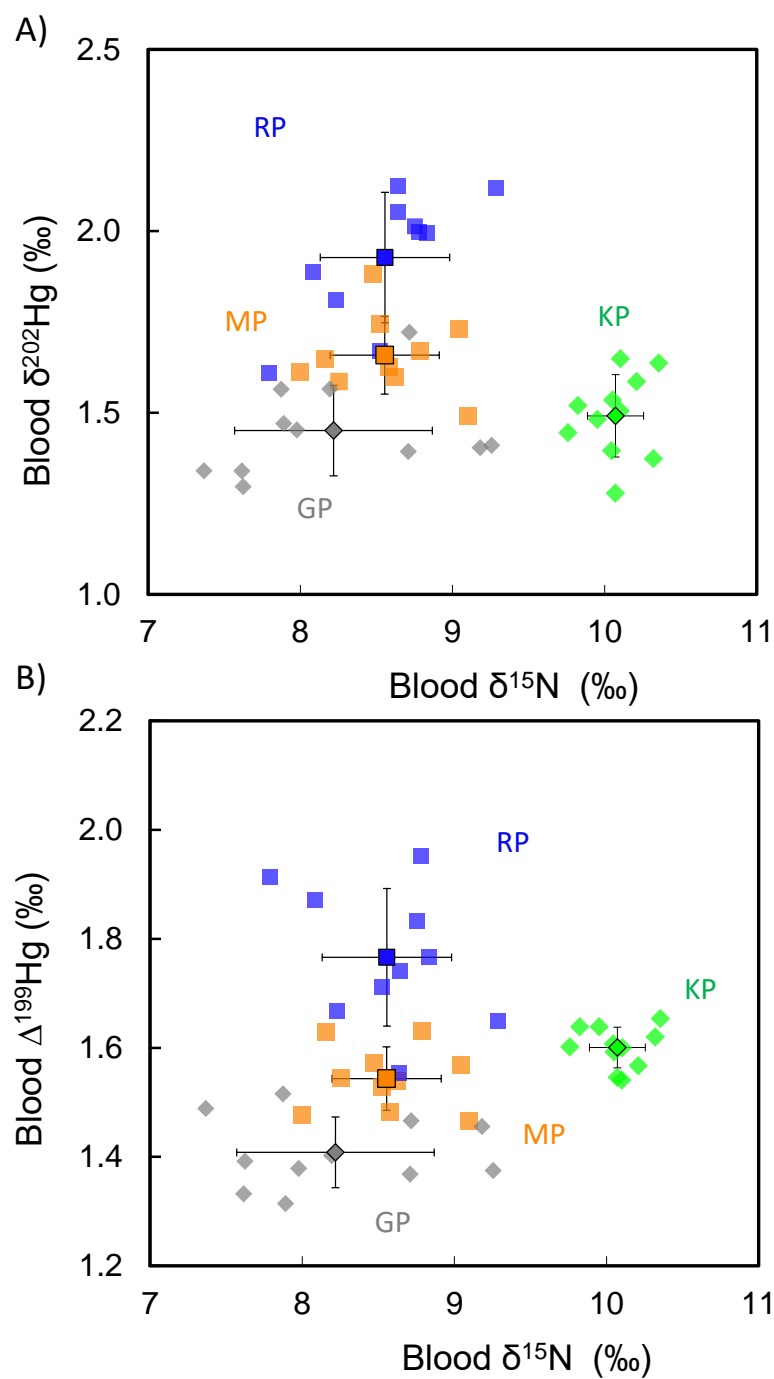 A)
2.5
RP
2.0
MP
KP
1.5
GP
1.0
7 8 9 10 11
Blood δ¹⁵N (‰)
Blood δ²⁰²Hg (‰)
B)
2.2
2.0
RP
1.8
KP
1.6
MP
1.4
GP
1.2
7 8 9 10 11
Blood δ¹⁵N (‰)
Blood Δ¹⁹⁹Hg (‰)